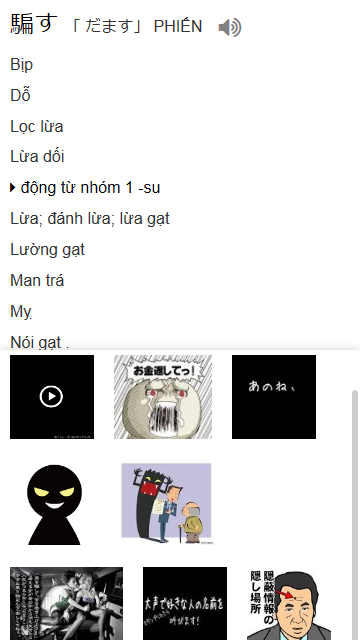 騙す 「 だます」 PHIẾN
Bịp
Dỗ
Lọc lừa
Lừa dối
động từ nhóm 1 -su
Lừa; đánh lừa; lừa gạt
Lường gạt
Man trá
Mỵ
Nói gạt .
お金返してっ!
あのね、
大声で好きな人の名前を
呼びます!
隠蔽情報の
隠し場所